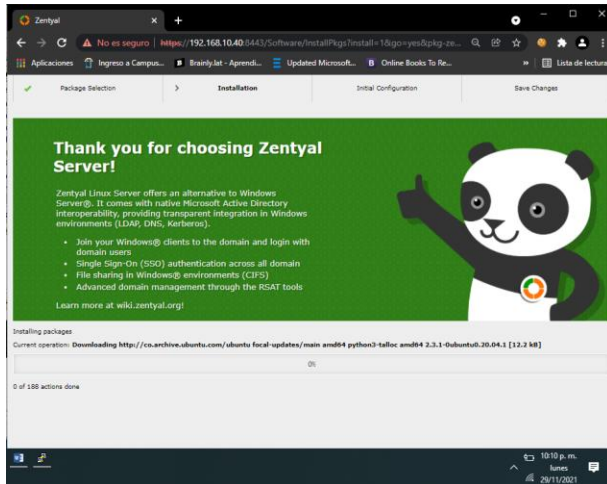 Zentyal
No es seguro | https://192.168.10.40:8443/Software/InstallPkgs?install=1&go=yes&pkg-ze...
Aplicaciones Ingreso a Campus... Brainly.lat - Aprendi... Updated Microsoft... Online Books To Re... » Lista de lectura
Package Selection > Installation Initial Configuration Save Changes
Thank you for choosing Zentyal
Server!
Zentyal Linux Server offers an alternative to Windows
Server®. It comes with native Microsoft Active Directory
interoperability, providing transparent integration in Windows
environments (LDAP, DNS, Kerberos).
• Join your Windows® clients to the domain and login with
domain users
• Single Sign-On (SSO) authentication across all domain
• File sharing in Windows® environments (CIFS)
• Advanced domain management through the RSAT tools
Learn more at wiki.zentyal.org!
Installing packages
Current operation: Downloading http://co.archive.ubuntu.com/ubuntu focal-updates/main amd64 python3-talloc amd64 2.3.1-0ubuntu0.20.04.1 [12.2 kB]
0%
0 of 188 actions done
10:10 p. m.
lunes
29/11/2021